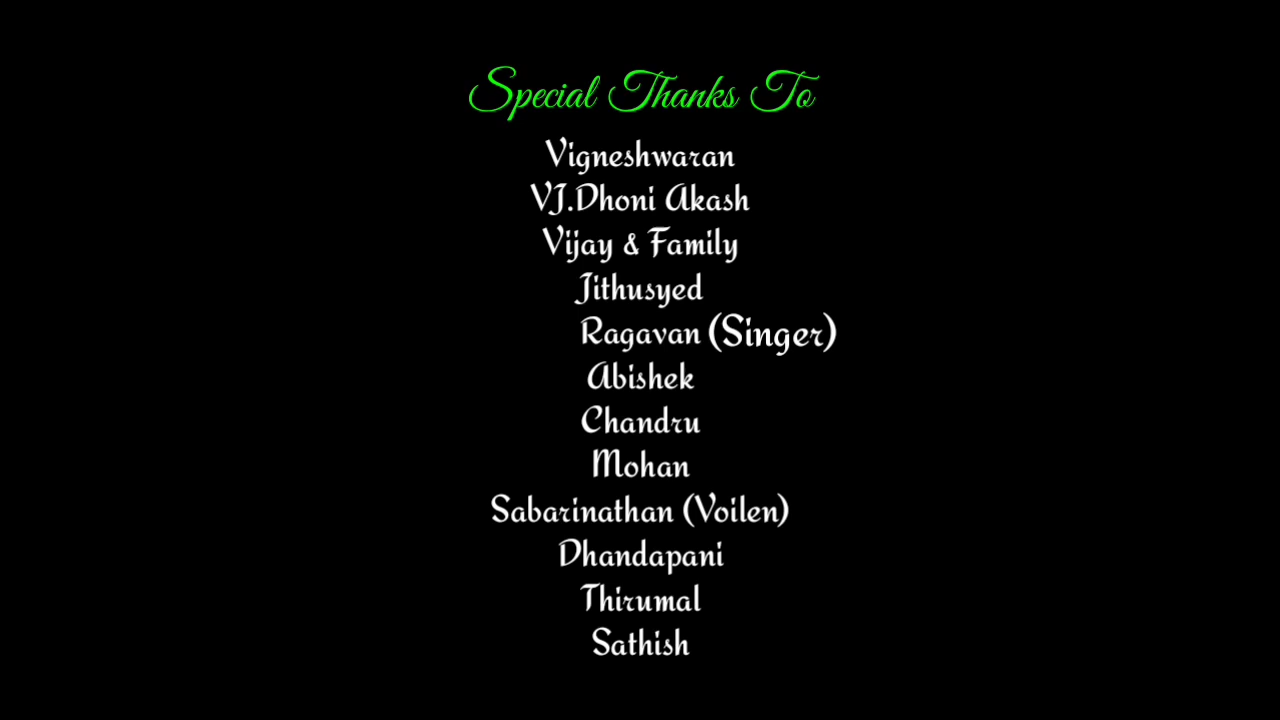 Special Thanks To
Vigneshwaran
VJ.Dhoni Akash
Vijay & Family
Jithusyed
Ragavan (Singer)
Abishek
Chandru
Mohan
Sabarinathan (Voilen)
Dhandapani
Thirumal
Sathish